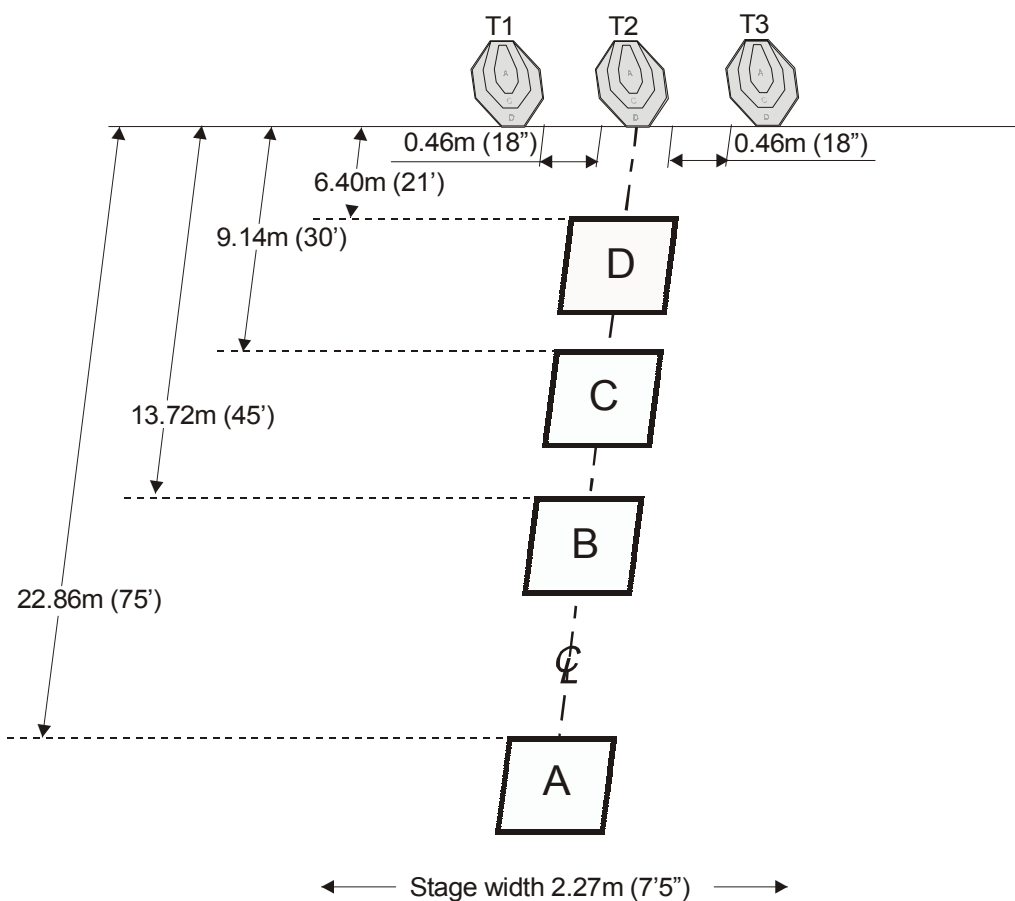 T1
T2
T3
A
C
D
A
C
D
A
C
D
0.46m (18”)
0.46m (18”)
6.40m (21’)
9.14m (30’)
D
C
13.72m (45’)
B
22.86m (75’)
℄
A
Stage width 2.27m (7’5”)